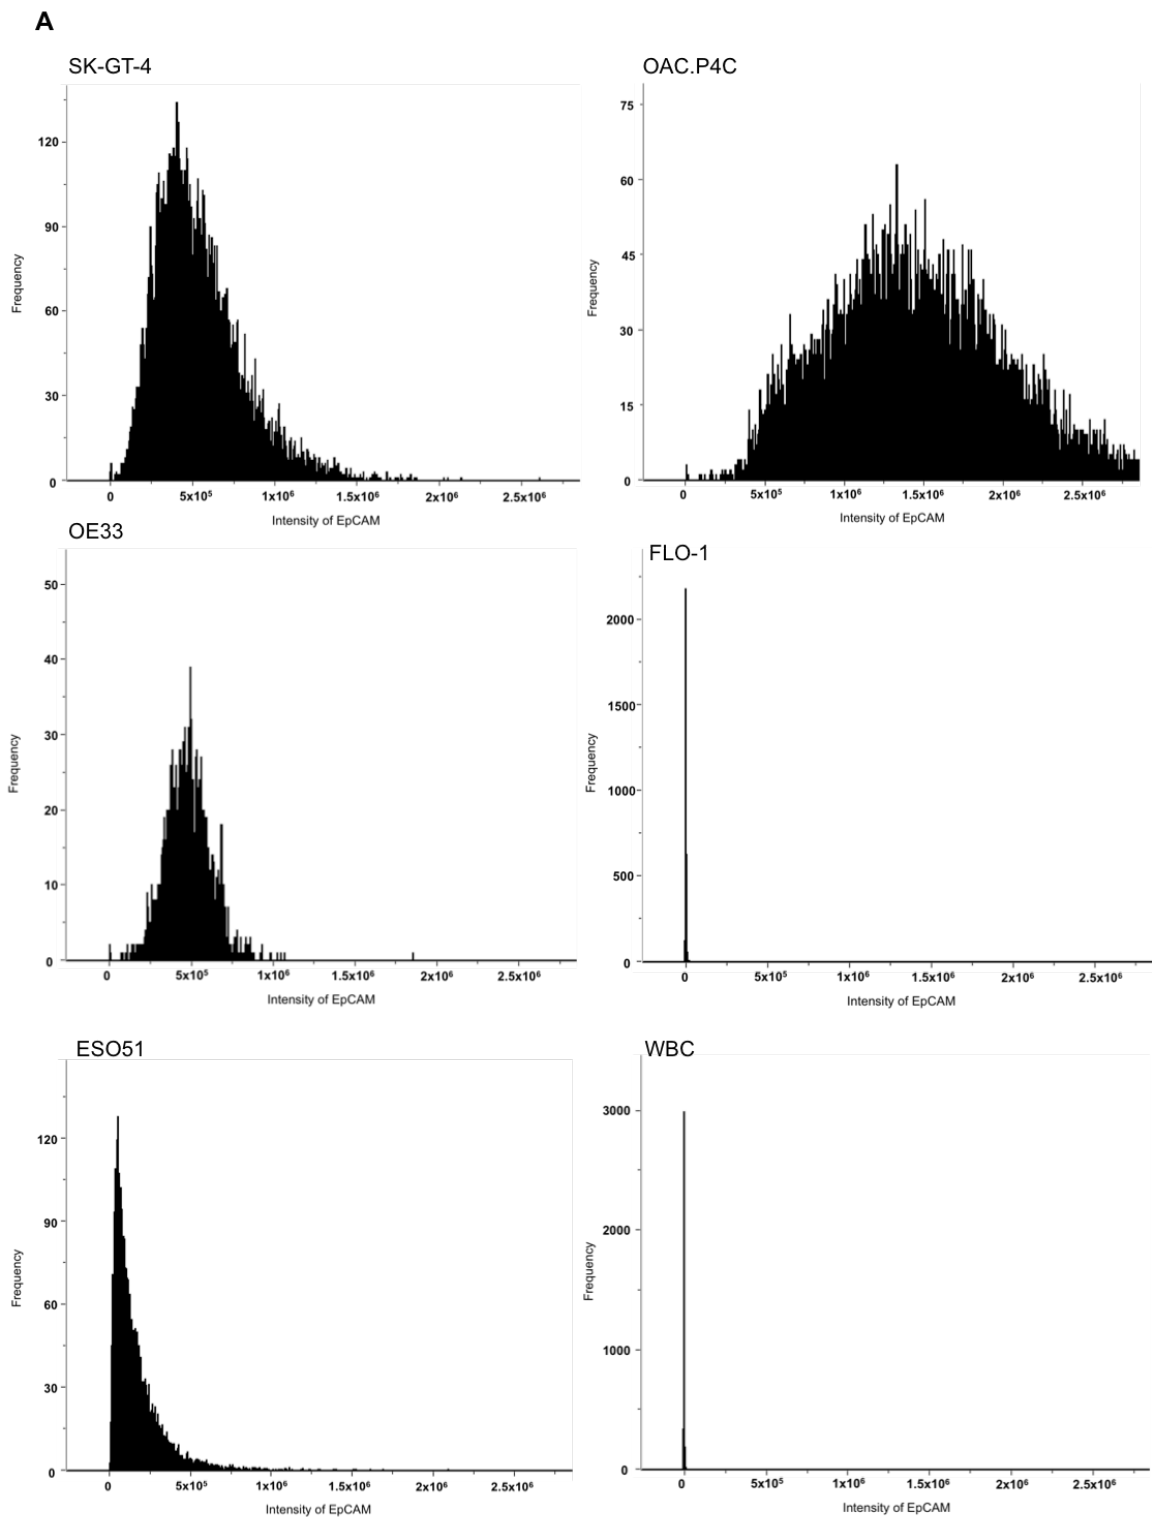 A
SK-GT-4
120
90
60
30
0
Frequency
0 5x10⁵ 1x10⁶ 1.5x10⁶ 2x10⁶ 2.5x10⁶
Intensity of EpCAM
OAC.P4C
75
60
45
30
15
0
Frequency
0 5x10⁵ 1x10⁶ 1.5x10⁶ 2x10⁶ 2.5x10⁶
Intensity of EpCAM
OE33
50
40
30
20
10
0
Frequency
0 5x10⁵ 1x10⁶ 1.5x10⁶ 2x10⁶ 2.5x10⁶
Intensity of EpCAM
FLO-1
2000
1500
1000
500
0
Frequency
0 5x10⁵ 1x10⁶ 1.5x10⁶ 2x10⁶ 2.5x10⁶
Intensity of EpCAM
ESO51
120
90
60
30
0
Frequency
0 5x10⁵ 1x10⁶ 1.5x10⁶ 2x10⁶ 2.5x10⁶
Intensity of EpCAM
WBC
3000
2000
1000
0
Frequency
0 5x10⁵ 1x10⁶ 1.5x10⁶ 2x10⁶ 2.5x10⁶
Intensity of EpCAM